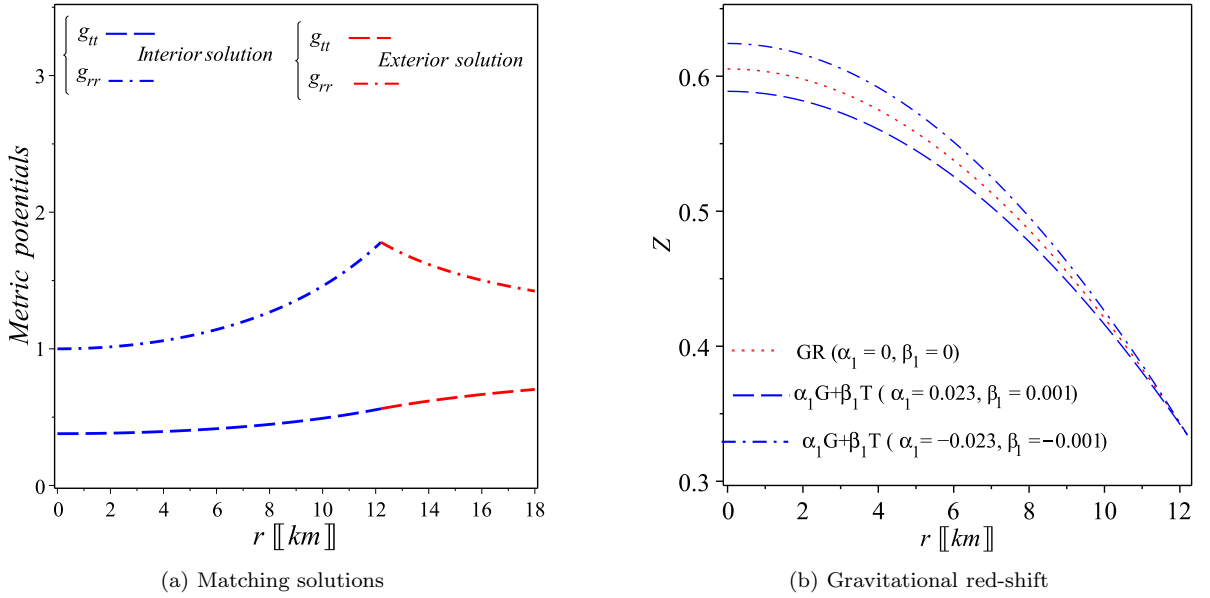 g_tt Interior solution
g_rr
g_tt Exterior solution
g_rr
Metric potentials
3
2
1
0
0 2 4 6 8 10 12 14 16 18
r ⟦km⟧
(a) Matching solutions
Z
0.6
0.5
0.4
0.3
GR (α_1 = 0, β_1 = 0)
α_1G+β_1T ( α_1= 0.023, β_1 = 0.001)
α_1G+β_1T ( α_1= −0.023, β_1 =−0.001)
0 2 4 6 8 10 12
r ⟦km⟧
(b) Gravitational red-shift